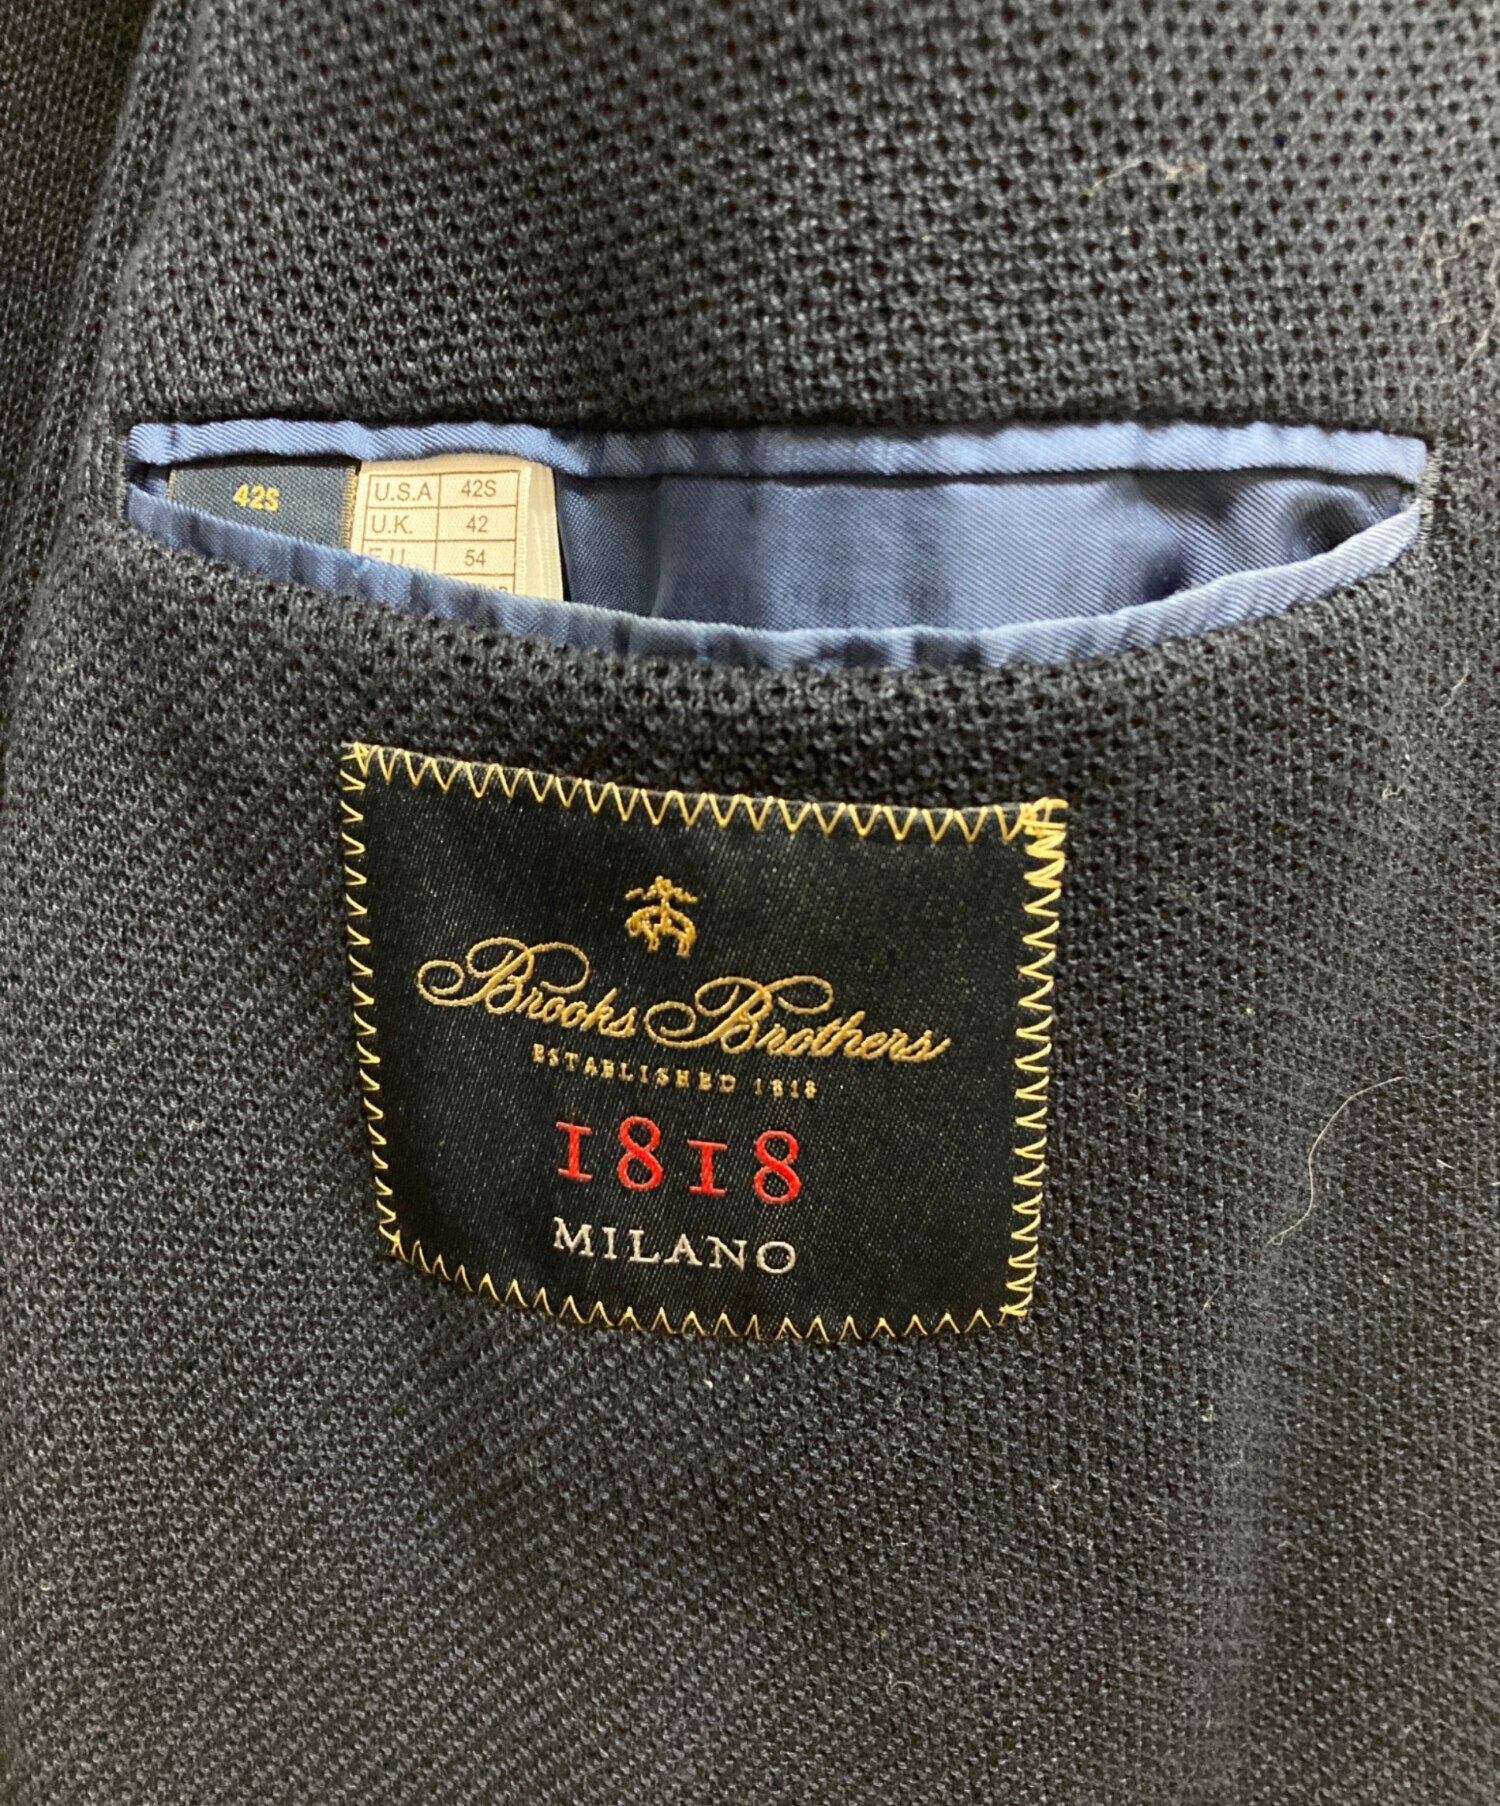 42S
U.S.A 42S
U.K. 42
E.U. 54
Brooks Brothers
ESTABLISHED 1818
1818
MILANO